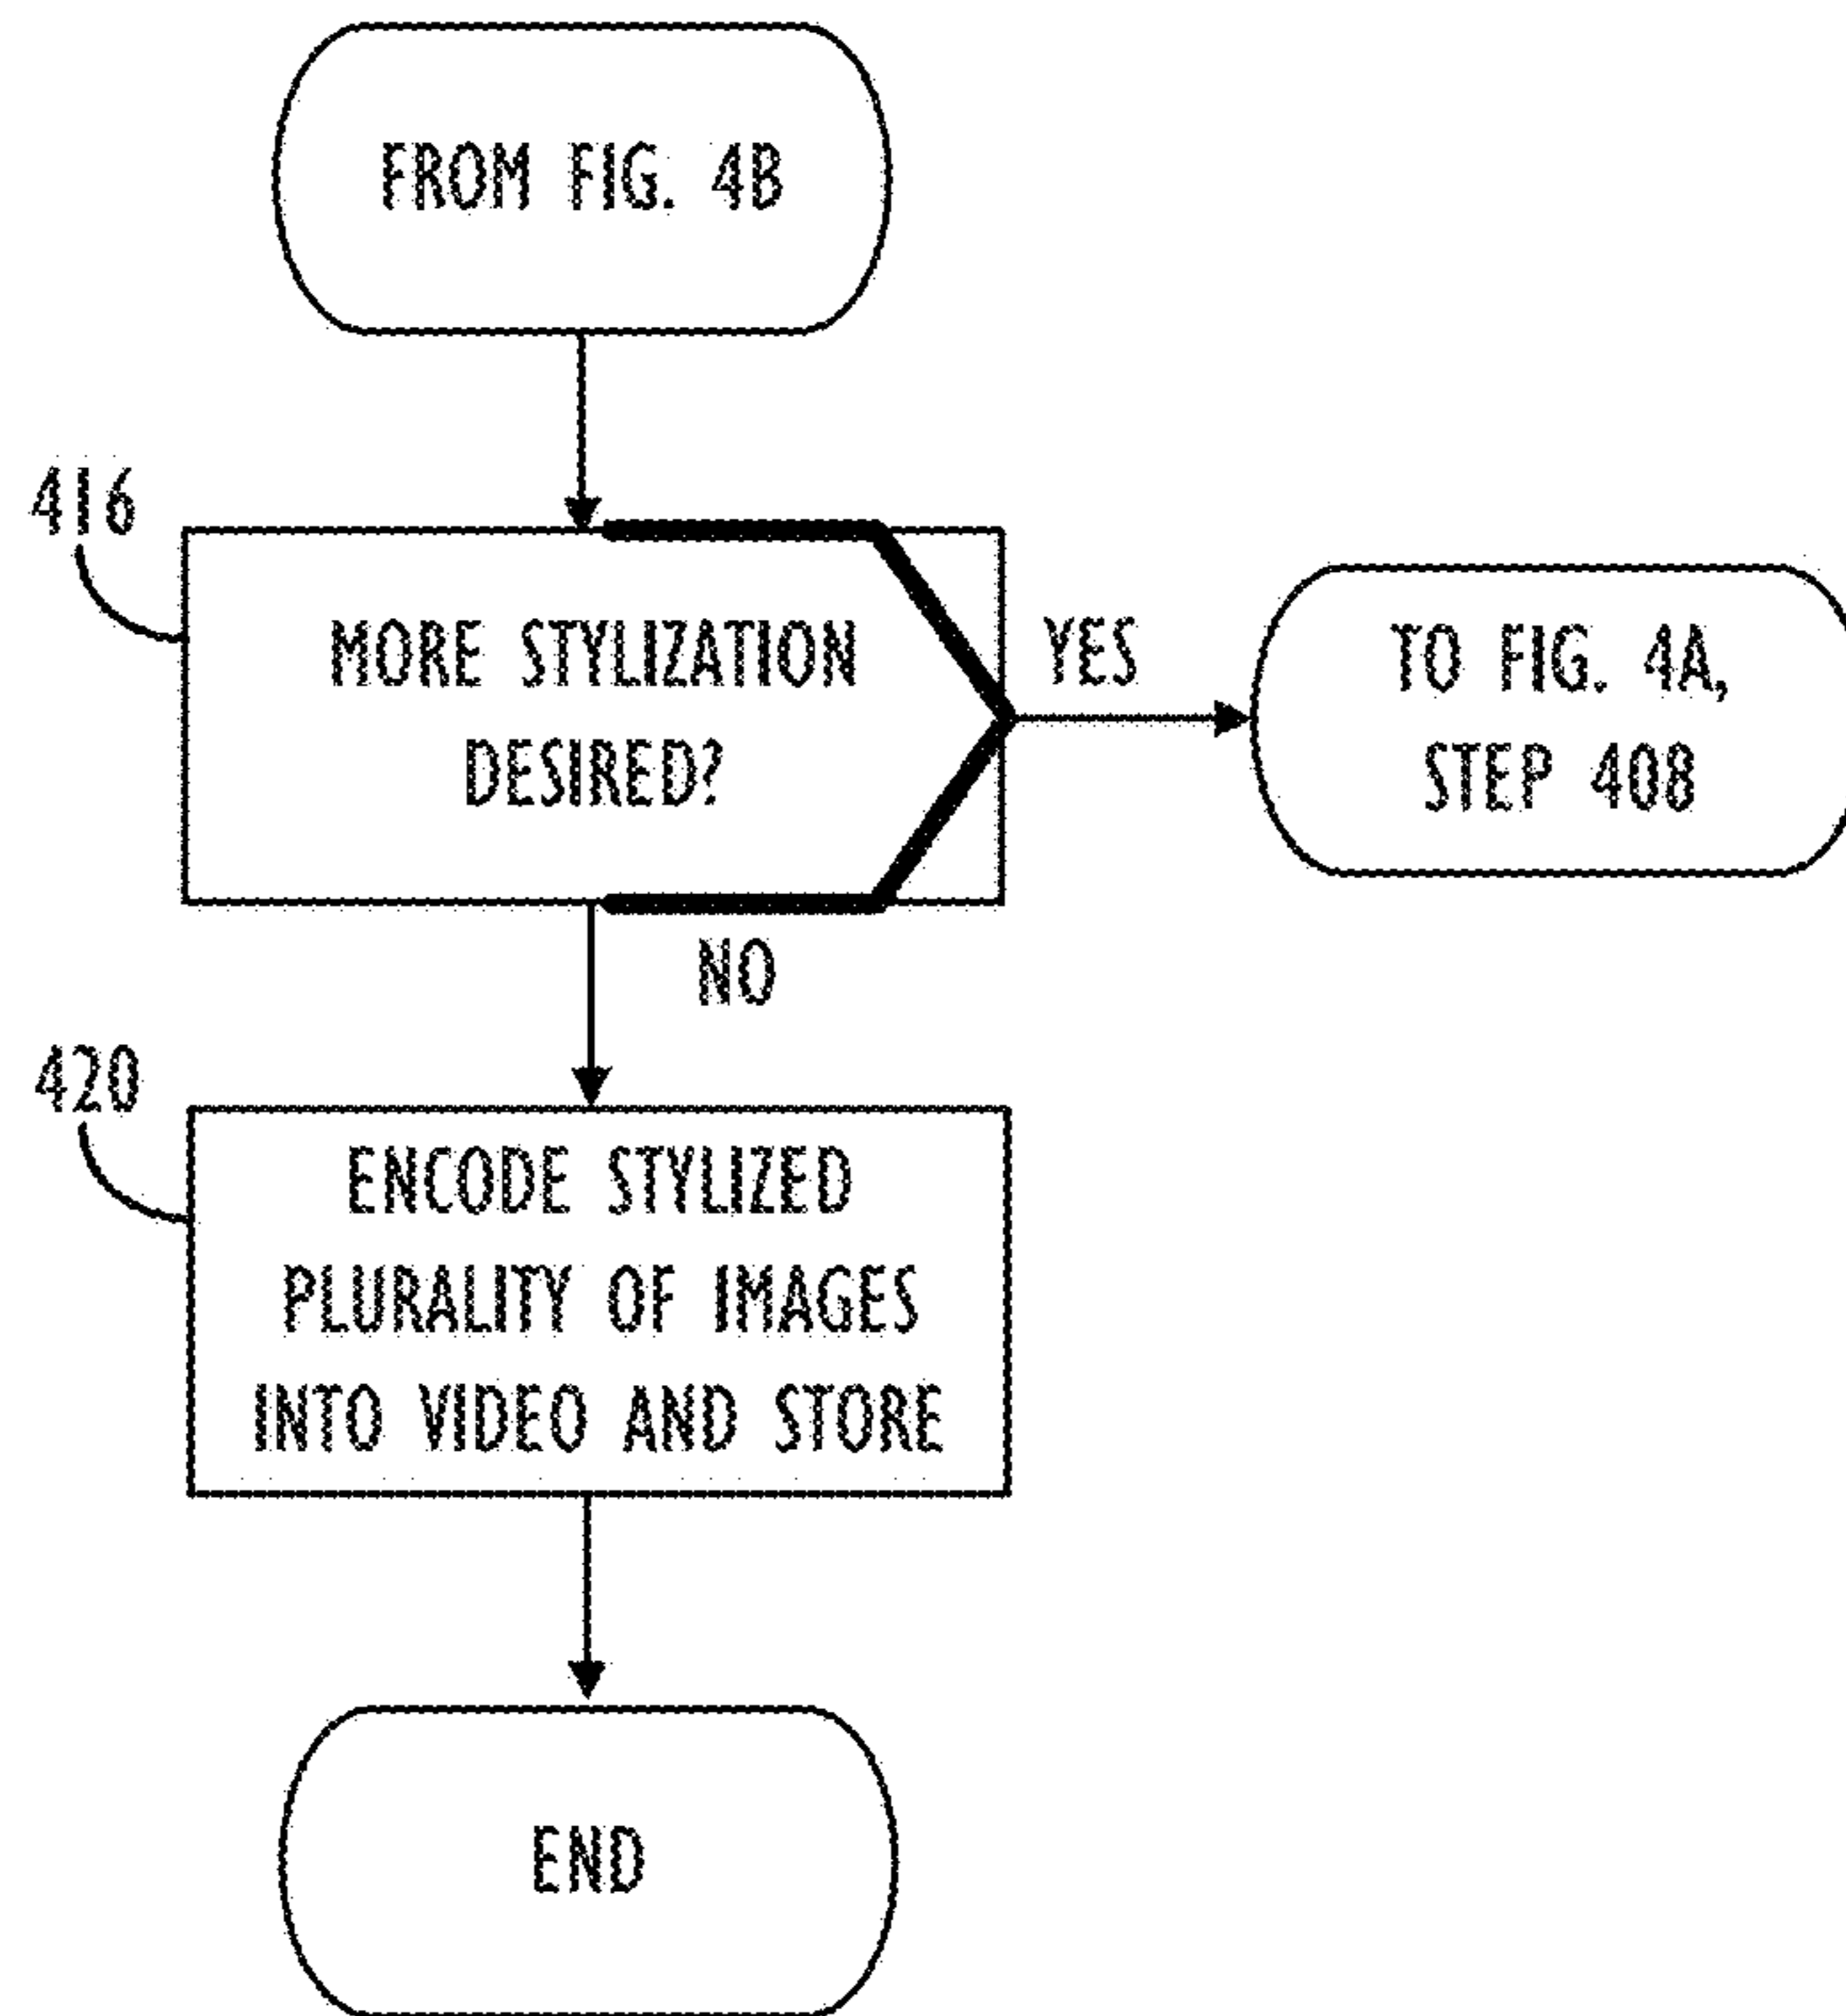 FROM FIG. 4B
416
MORE STYLIZATION
DESIRED?
YES
TO FIG. 4A,
STEP 408
NO
420
ENCODE STYLIZED
PLURALITY OF IMAGES
INTO VIDEO AND STORE
END